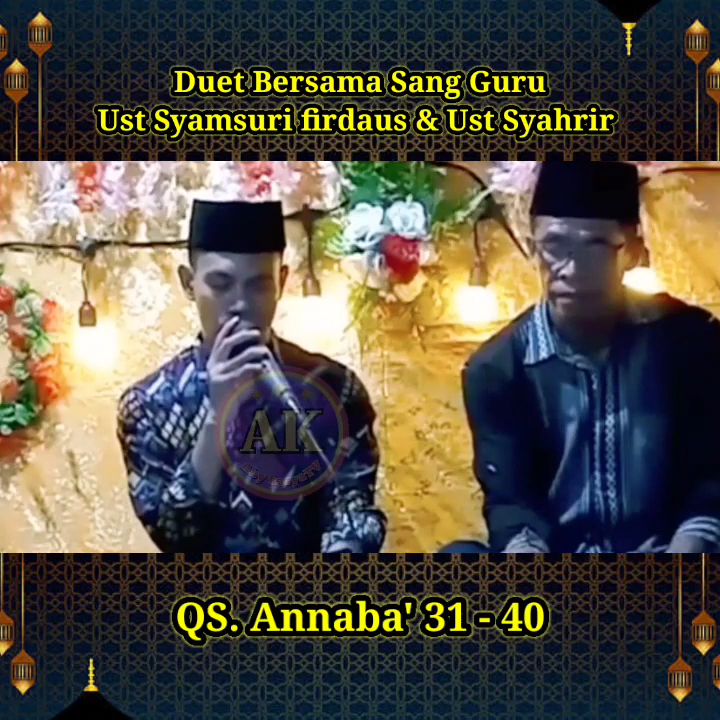 Duet Bersama Sang Guru
Ust Syamsuri firdaus & Ust Syahrir
AK
QS. Annaba' 31 - 40